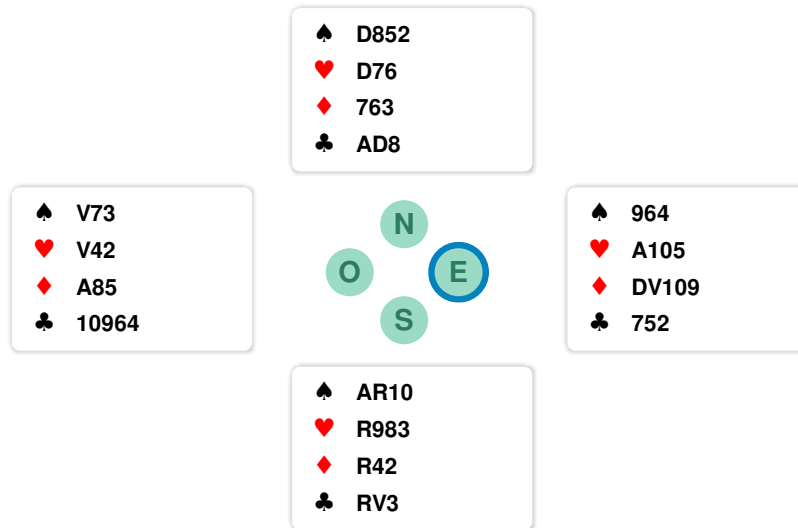 ♠ D852
♥ D76
♦ 763
♣ AD8
♠ V73
♥ V42
♦ A85
♣ 10964
N
O
E
S
♠ 964
♥ A105
♦ DV109
♣ 752
♠ AR10
♥ R983
♦ R42
♣ RV3